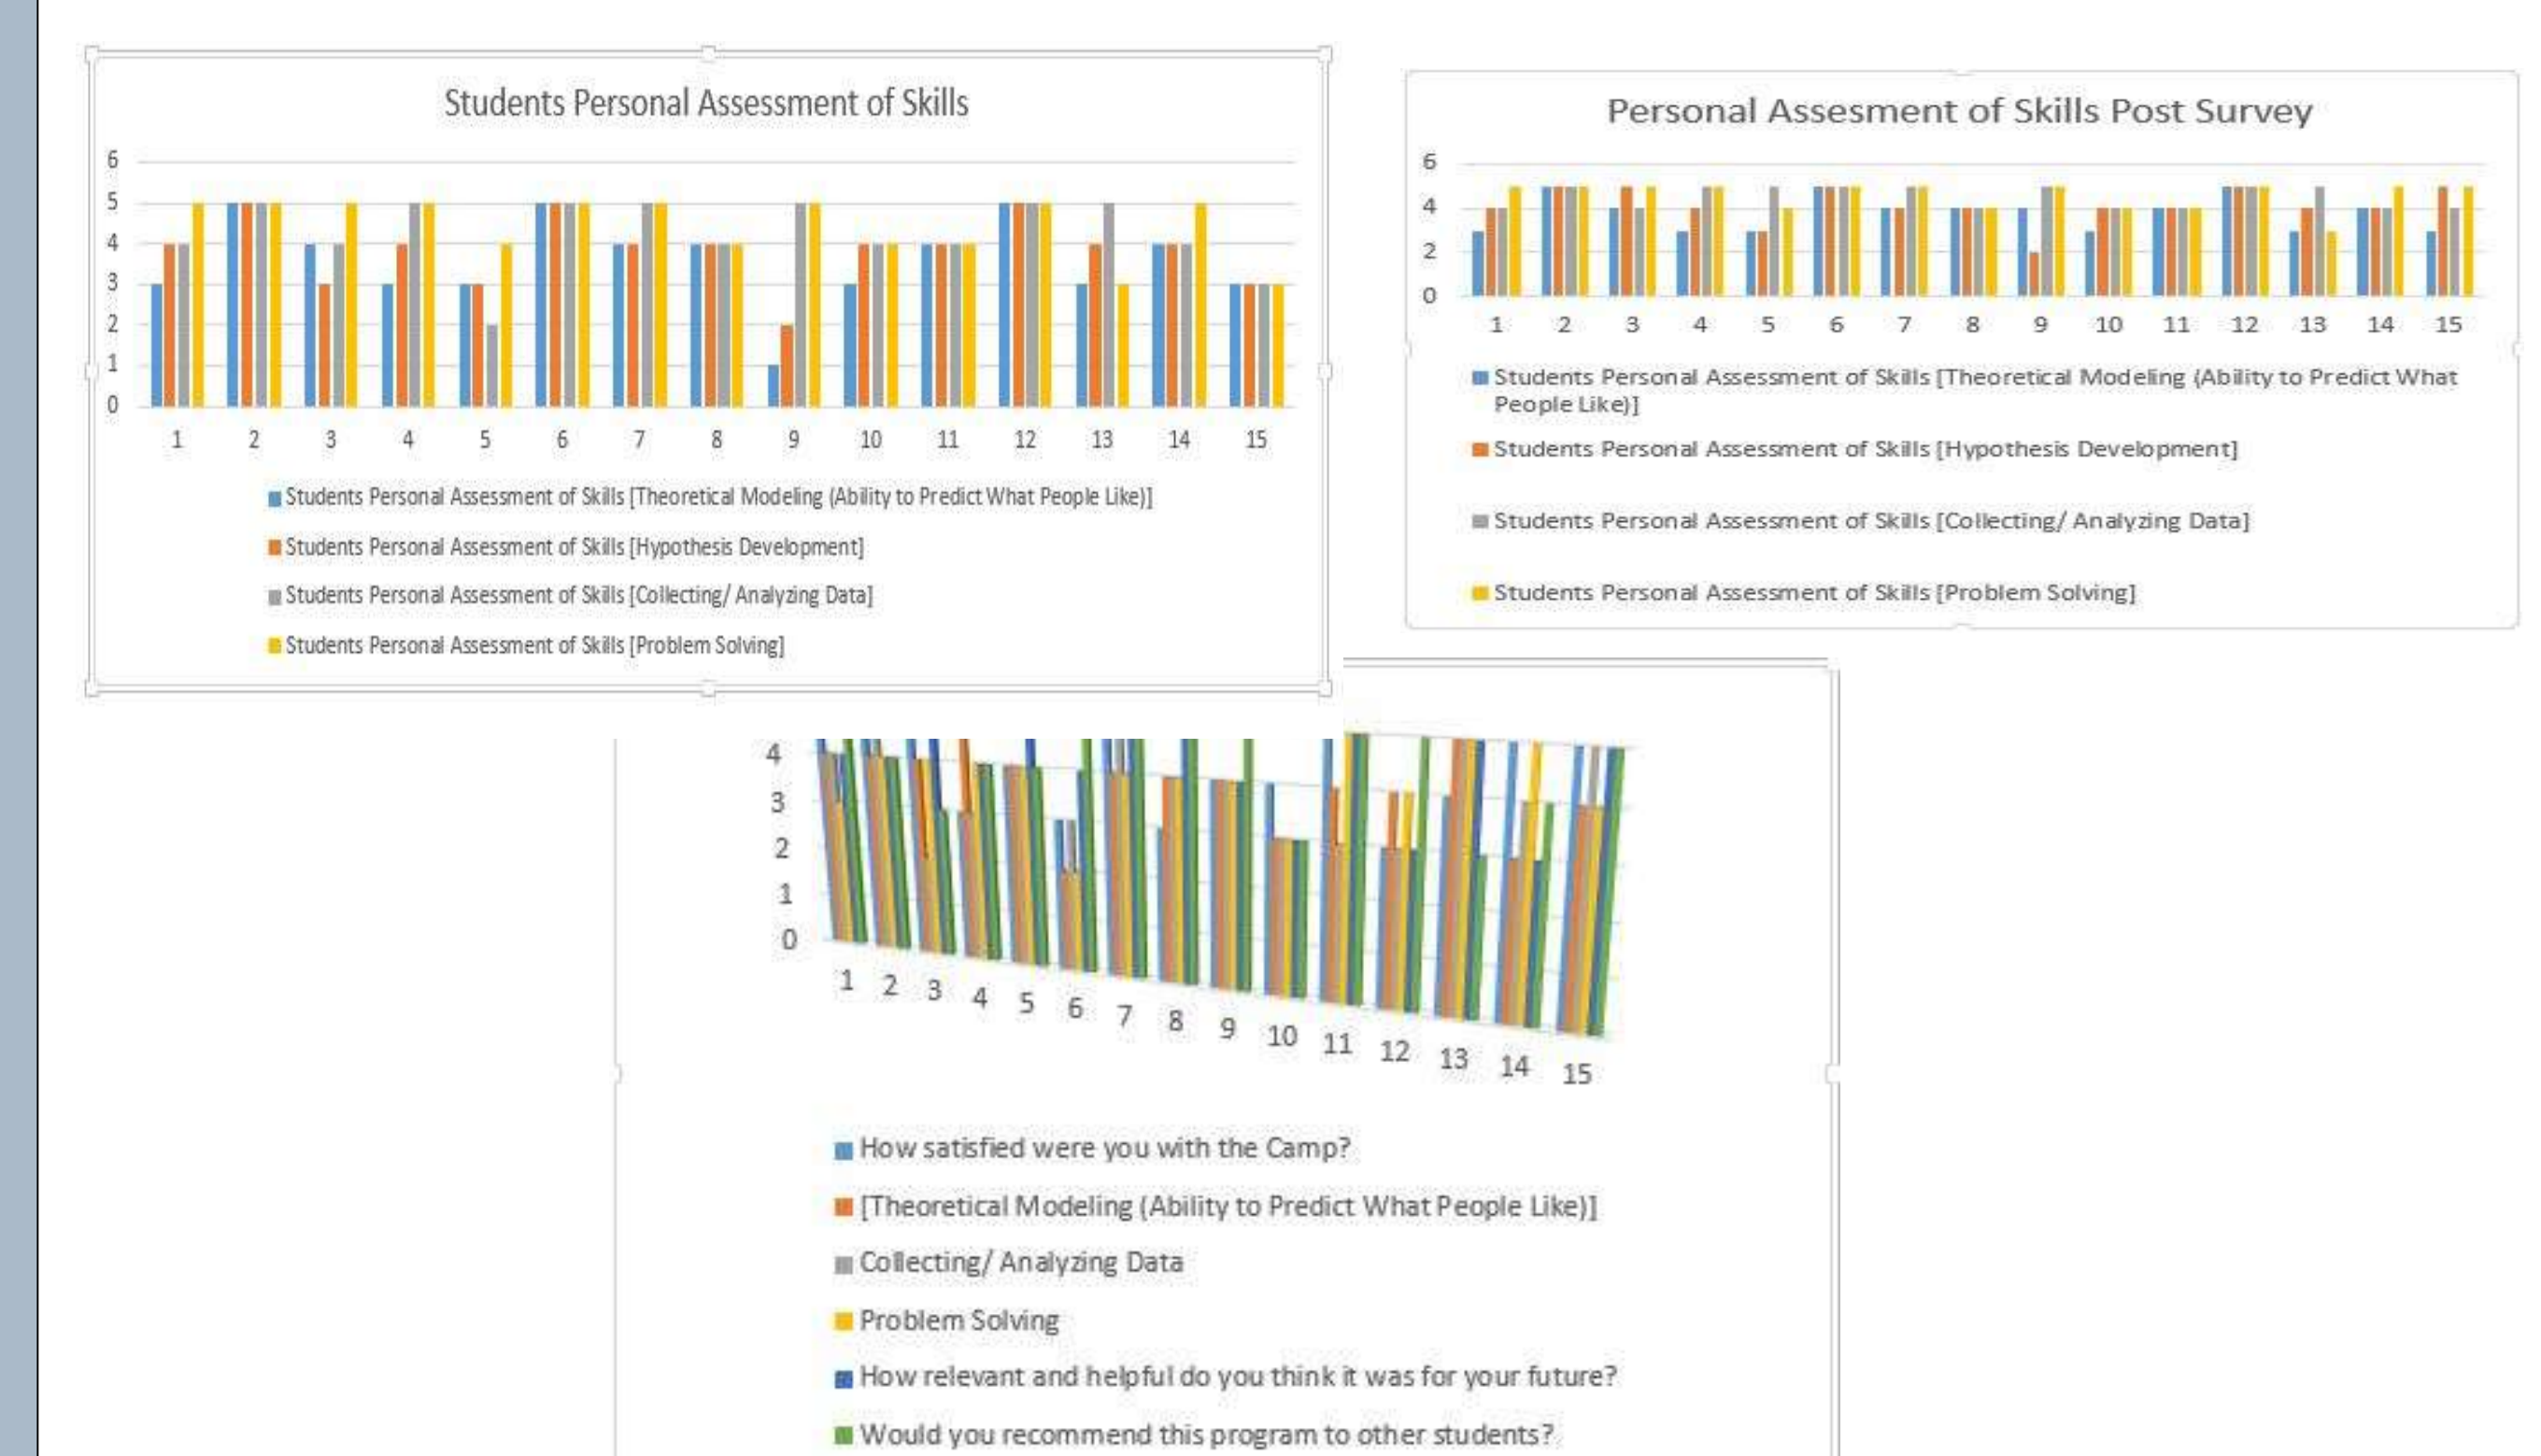 Students Personal Assessment of Skills
6
5
4
3
2
1
0
1 2 3 4 5 6 7 8 9 10 11 12 13 14 15
Students Personal Assessment of Skills [Theoretical Modeling (Ability to Predict What People Like)]
Students Personal Assessment of Skills [Hypothesis Development]
Students Personal Assessment of Skills [Collecting/ Analyzing Data]
Students Personal Assessment of Skills [Problem Solving]
Personal Assesment of Skills Post Survey
6
4
2
0
1 2 3 4 5 6 7 8 9 10 11 12 13 14 15
Students Personal Assessment of Skills [Theoretical Modeling (Ability to Predict What
People Like)]
Students Personal Assessment of Skills [Hypothesis Development]
Students Personal Assessment of Skills [Collecting/ Analyzing Data]
Students Personal Assessment of Skills [Problem Solving]
4
3
2
1
0
1 2 3 4 5 6 7 8 9 10 11 12 13 14 15
How satisfied were you with the Camp?
[Theoretical Modeling (Ability to Predict What People Like)]
Collecting/ Analyzing Data
Problem Solving
How relevant and helpful do you think it was for your future?
Would you recommend this program to other students?